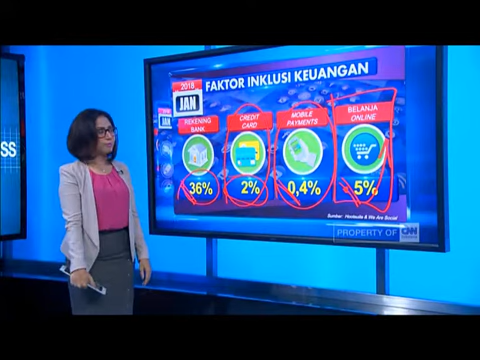 SS
2018
JAN
FAKTOR INKLUSI KEUANGAN
JAN
REKENING
BANK
36%
CREDIT
CARD
2%
MOBILE
PAYMENTS
0,4%
BELANJA
ONLINE
5%
Sumber : Hootsuite & We Are Social
PROPERTY OF CNN